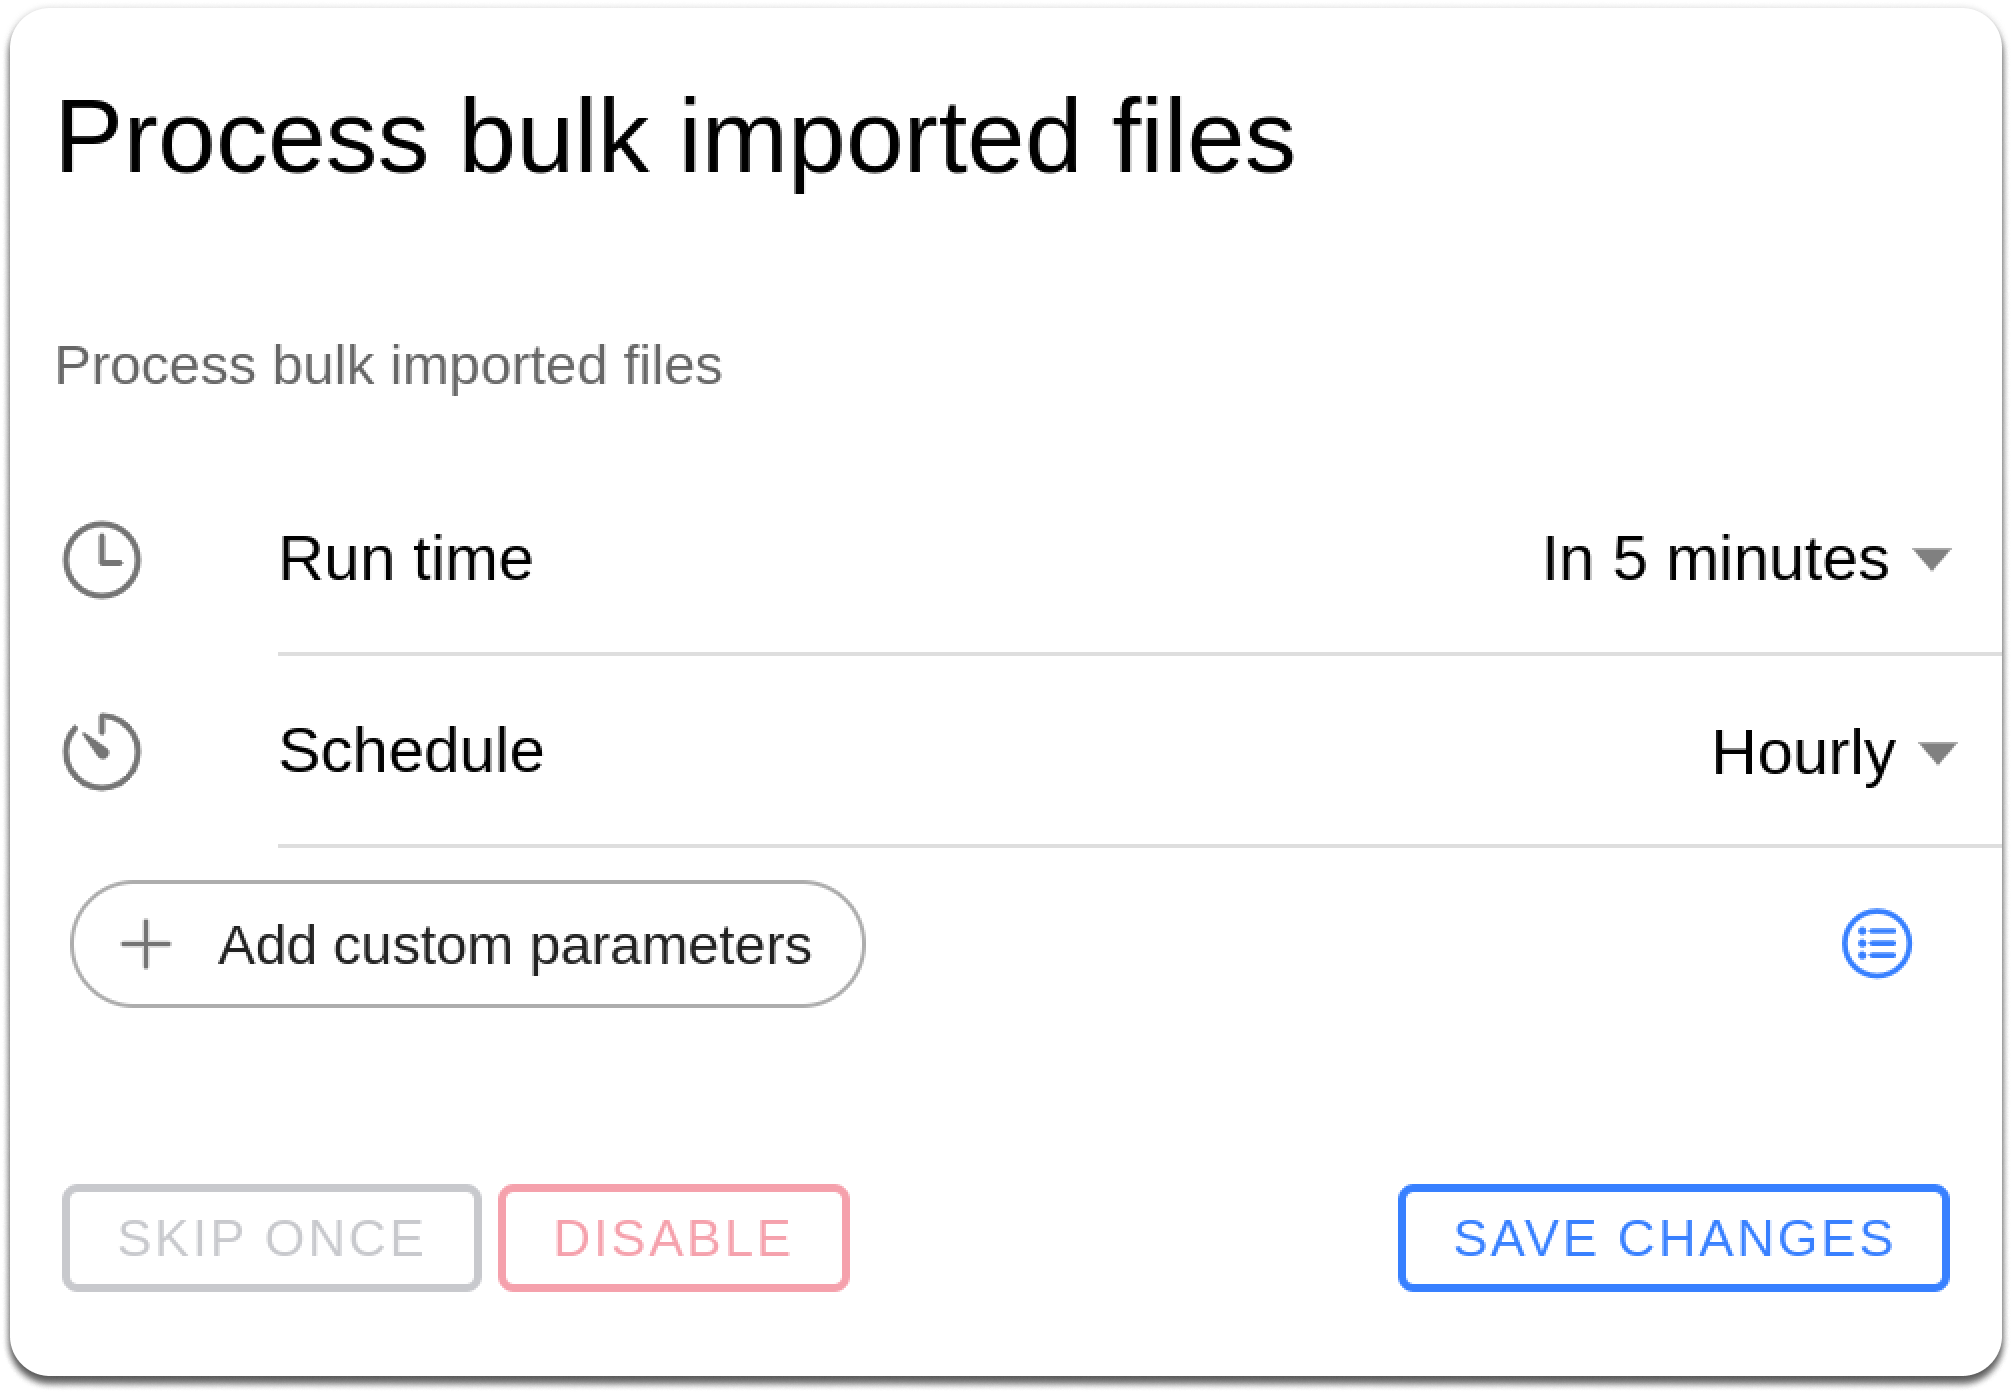 Process bulk imported files
Process bulk imported files
Run time
In 5 minutes
Schedule
Hourly
Add custom parameters
SKIP ONCE
DISABLE
SAVE CHANGES